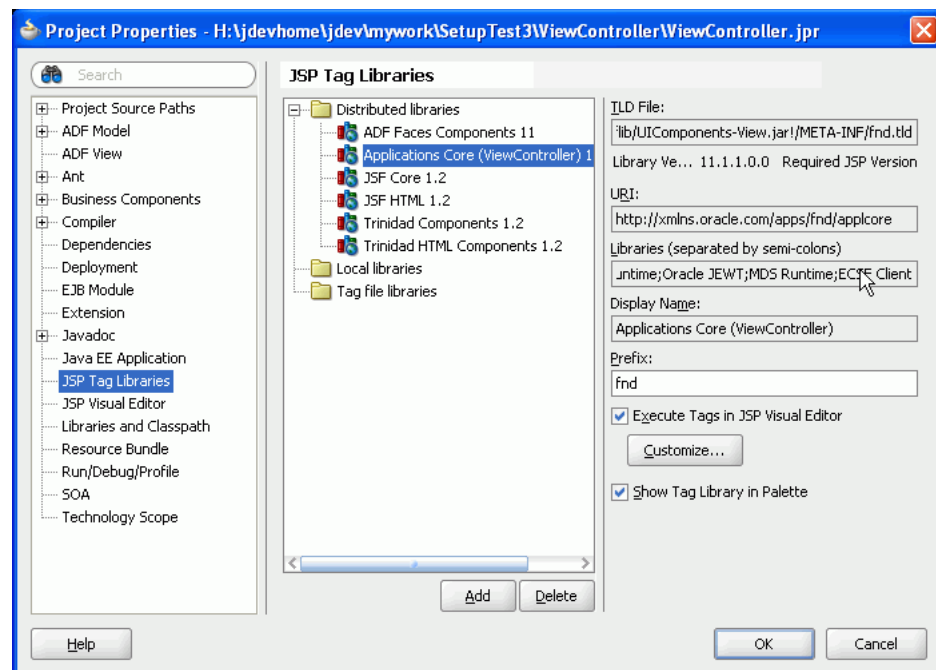 Project Properties - H:\jdevhome\jdev\mywork\SetupTest3\ViewController\ViewController.jpr
Search
Project Source Paths
ADF Model
ADF View
Ant
Business Components
Compiler
Dependencies
Deployment
EJB Module
Extension
Javadoc
Java EE Application
JSP Tag Libraries
JSP Visual Editor
Libraries and Classpath
Resource Bundle
Run/Debug/Profile
SOA
Technology Scope
JSP Tag Libraries
Distributed libraries
ADF Faces Components 11
Applications Core (ViewController) 1
JSF Core 1.2
JSF HTML 1.2
Trinidad Components 1.2
Trinidad HTML Components 1.2
Local libraries
Tag file libraries
Add Delete
TLD File:
lib/UIComponents-View.jar!/META-INF/fnd.tld
Library Ve... 11.1.1.0.0 Required JSP Version
URI:
http://xmlns.oracle.com/apps/fnd/applcore
Libraries (separated by semi-colons)
untime;Oracle JEWT;MDS Runtime;ECSF Client
Display Name:
Applications Core (ViewController)
Prefix:
fnd
Execute Tags in JSP Visual Editor
Customize...
Show Tag Library in Palette
Help OK Cancel